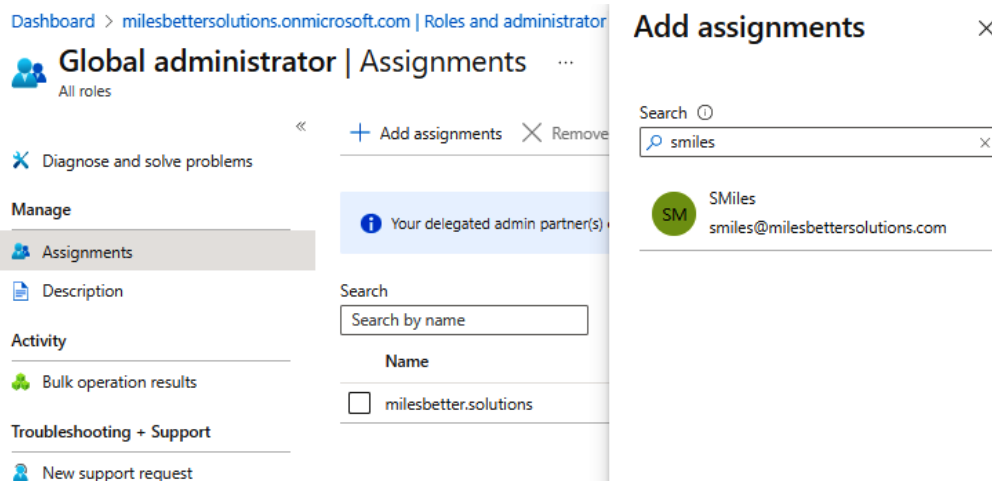 Dashboard > milesbettersolutions.onmicrosoft.com | Roles and administrator
Global administrator | Assignments ...
All roles
«
Diagnose and solve problems
Manage
Assignments
Description
Activity
Bulk operation results
Troubleshooting + Support
New support request
+ Add assignments
Remove
Your delegated admin partner(s)
Search
Search by name
Name
milesbetter.solutions
Add assignments
Search
smiles
SM
SMiles
smiles@milesbettersolutions.com